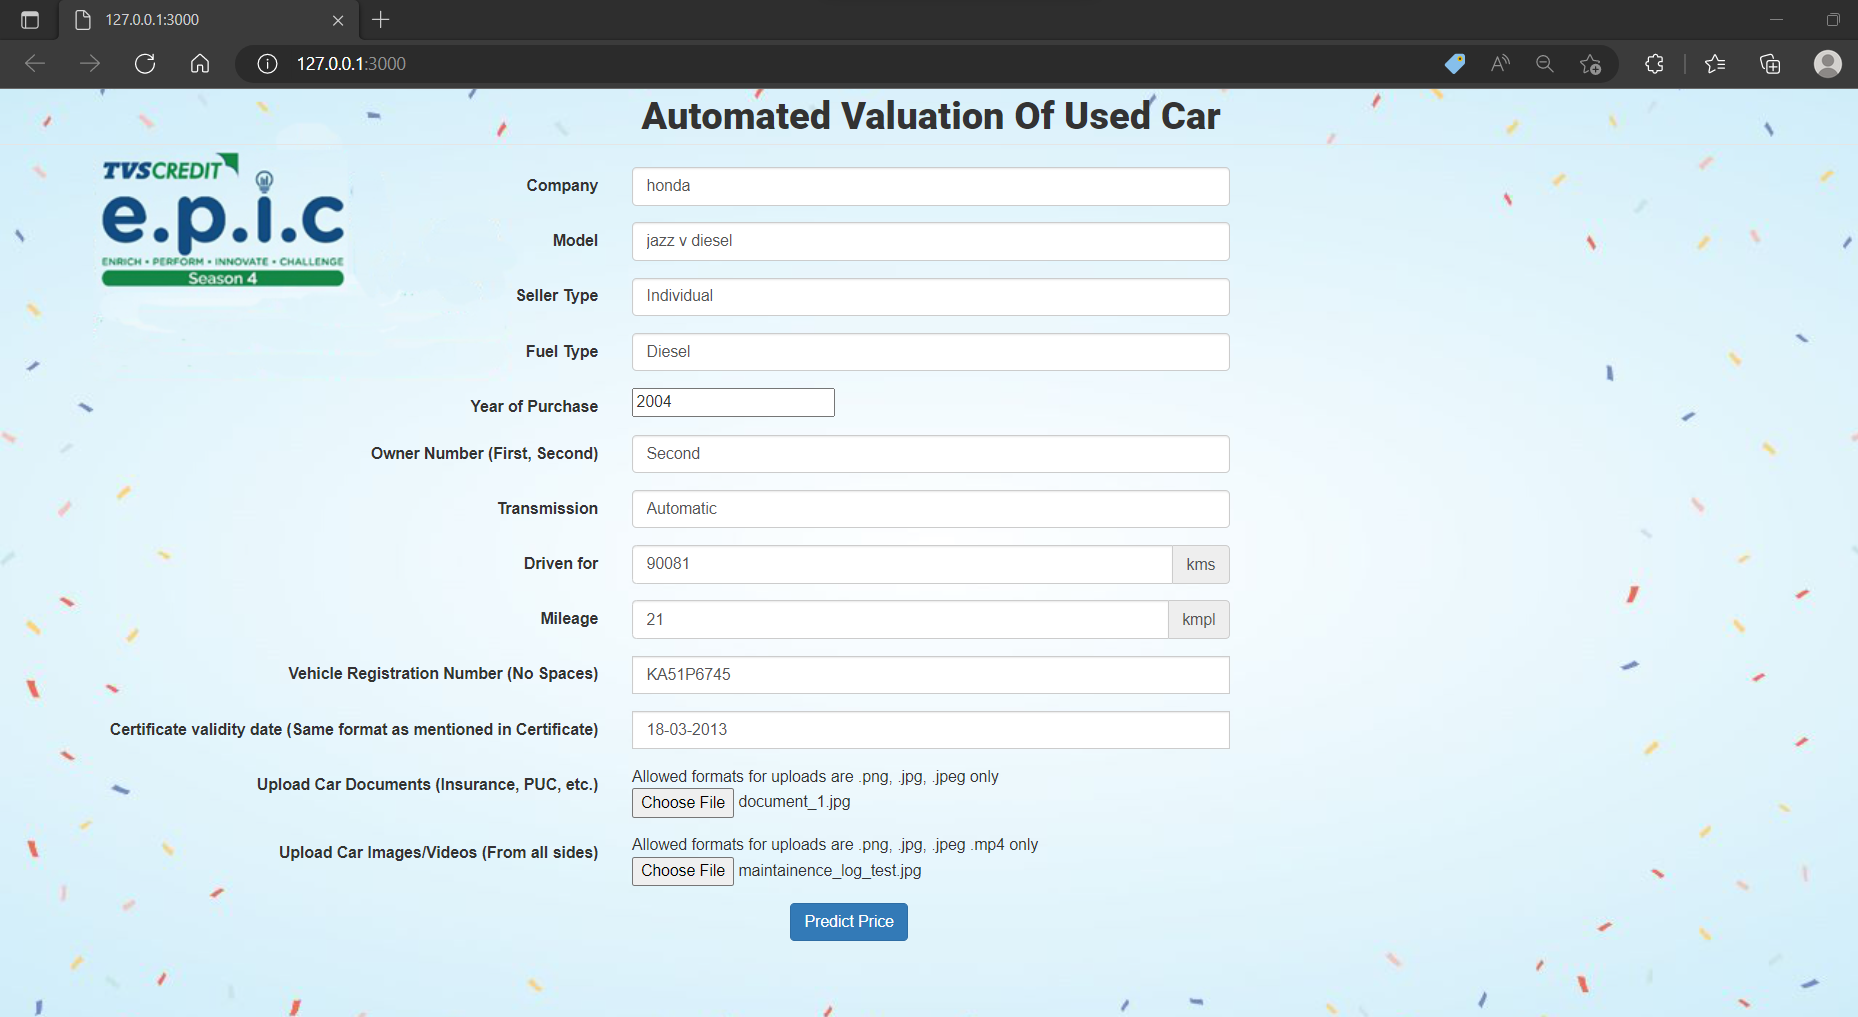 127.0.0.1:3000
127.0.0.1:3000
Automated Valuation Of Used Car
TVS CREDIT
e.p.i.c
ENRICH • PERFORM • INNOVATE • CHALLENGE
Season 4
Company honda
Model jazz v diesel
Seller Type Individual
Fuel Type Diesel
Year of Purchase 2004
Owner Number (First, Second) Second
Transmission Automatic
Driven for 90081 kms
Mileage 21 kmpl
Vehicle Registration Number (No Spaces) KA51P6745
Certificate validity date (Same format as mentioned in Certificate) 18-03-2013
Upload Car Documents (Insurance, PUC, etc.) Allowed formats for uploads are .png, .jpg, .jpeg only
Choose File document_1.jpg
Upload Car Images/Videos (From all sides) Allowed formats for uploads are .png, .jpg, .jpeg .mp4 only
Choose File maintainence_log_test.jpg
Predict Price